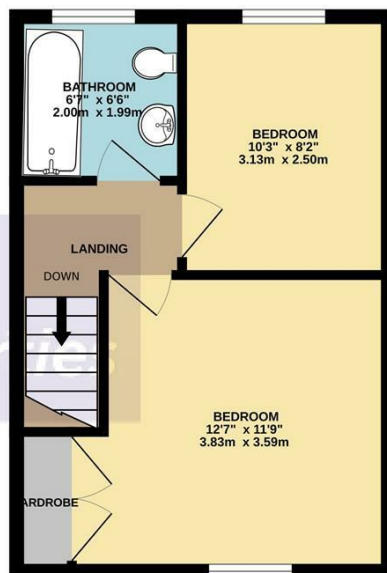 BATHROOM
6'7" x 6'6"
2.00m x 1.99m
BEDROOM
10'3" x 8'2"
3.13m x 2.50m
LANDING
DOWN
BEDROOM
12'7" x 11'9"
3.83m x 3.59m
ARDROBE